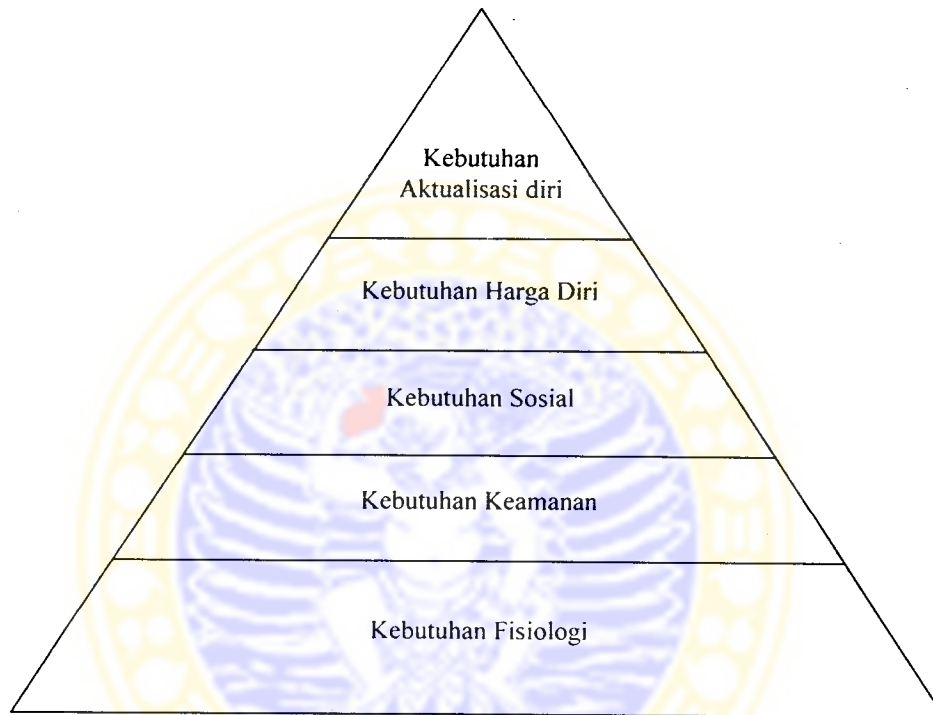 Kebutuhan
Aktualisasi diri
Kebutuhan Harga Diri
Kebutuhan Sosial
Kebutuhan Keamanan
Kebutuhan Fisiologi